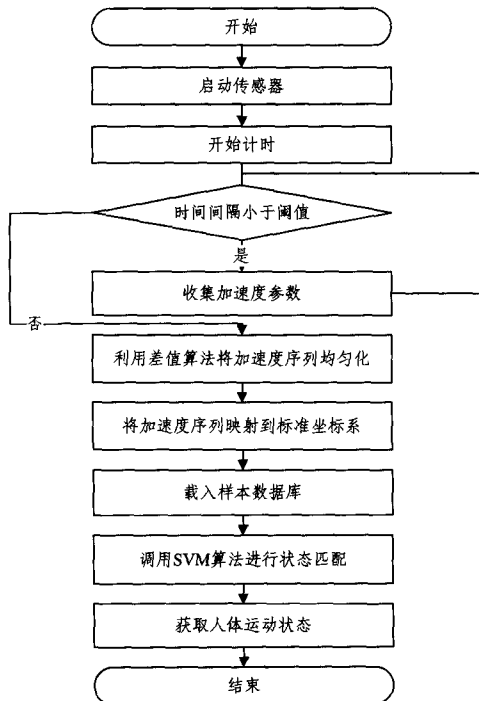 开始
启动传感器
开始计时
时间间隔小于阈值
是
收集加速度参数
否
利用差值算法将加速度序列均匀化
将加速度序列映射到标准坐标系
载入样本数据库
调用SVM算法进行状态匹配
获取人体运动状态
结束